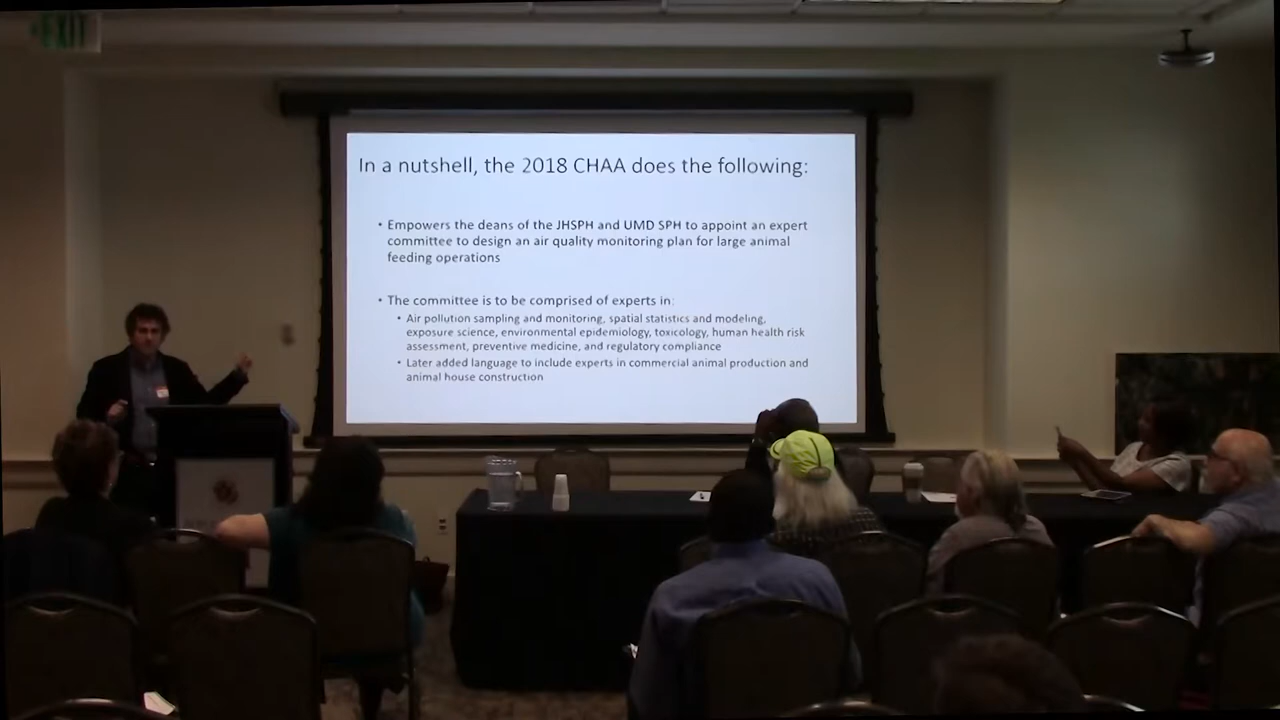 EXIT
In a nutshell, the 2018 CHAA does the following:
• Empowers the deans of the JHSPH and UMD SPH to appoint an expert
committee to design an air quality monitoring plan for large animal
feeding operations
• The committee is to be comprised of experts in:
• Air pollution sampling and monitoring, spatial statistics and modeling,
exposure science, environmental epidemiology, toxicology, human health risk
assessment, preventive medicine, and regulatory compliance
• Later added language to include experts in commercial animal production and
animal house construction